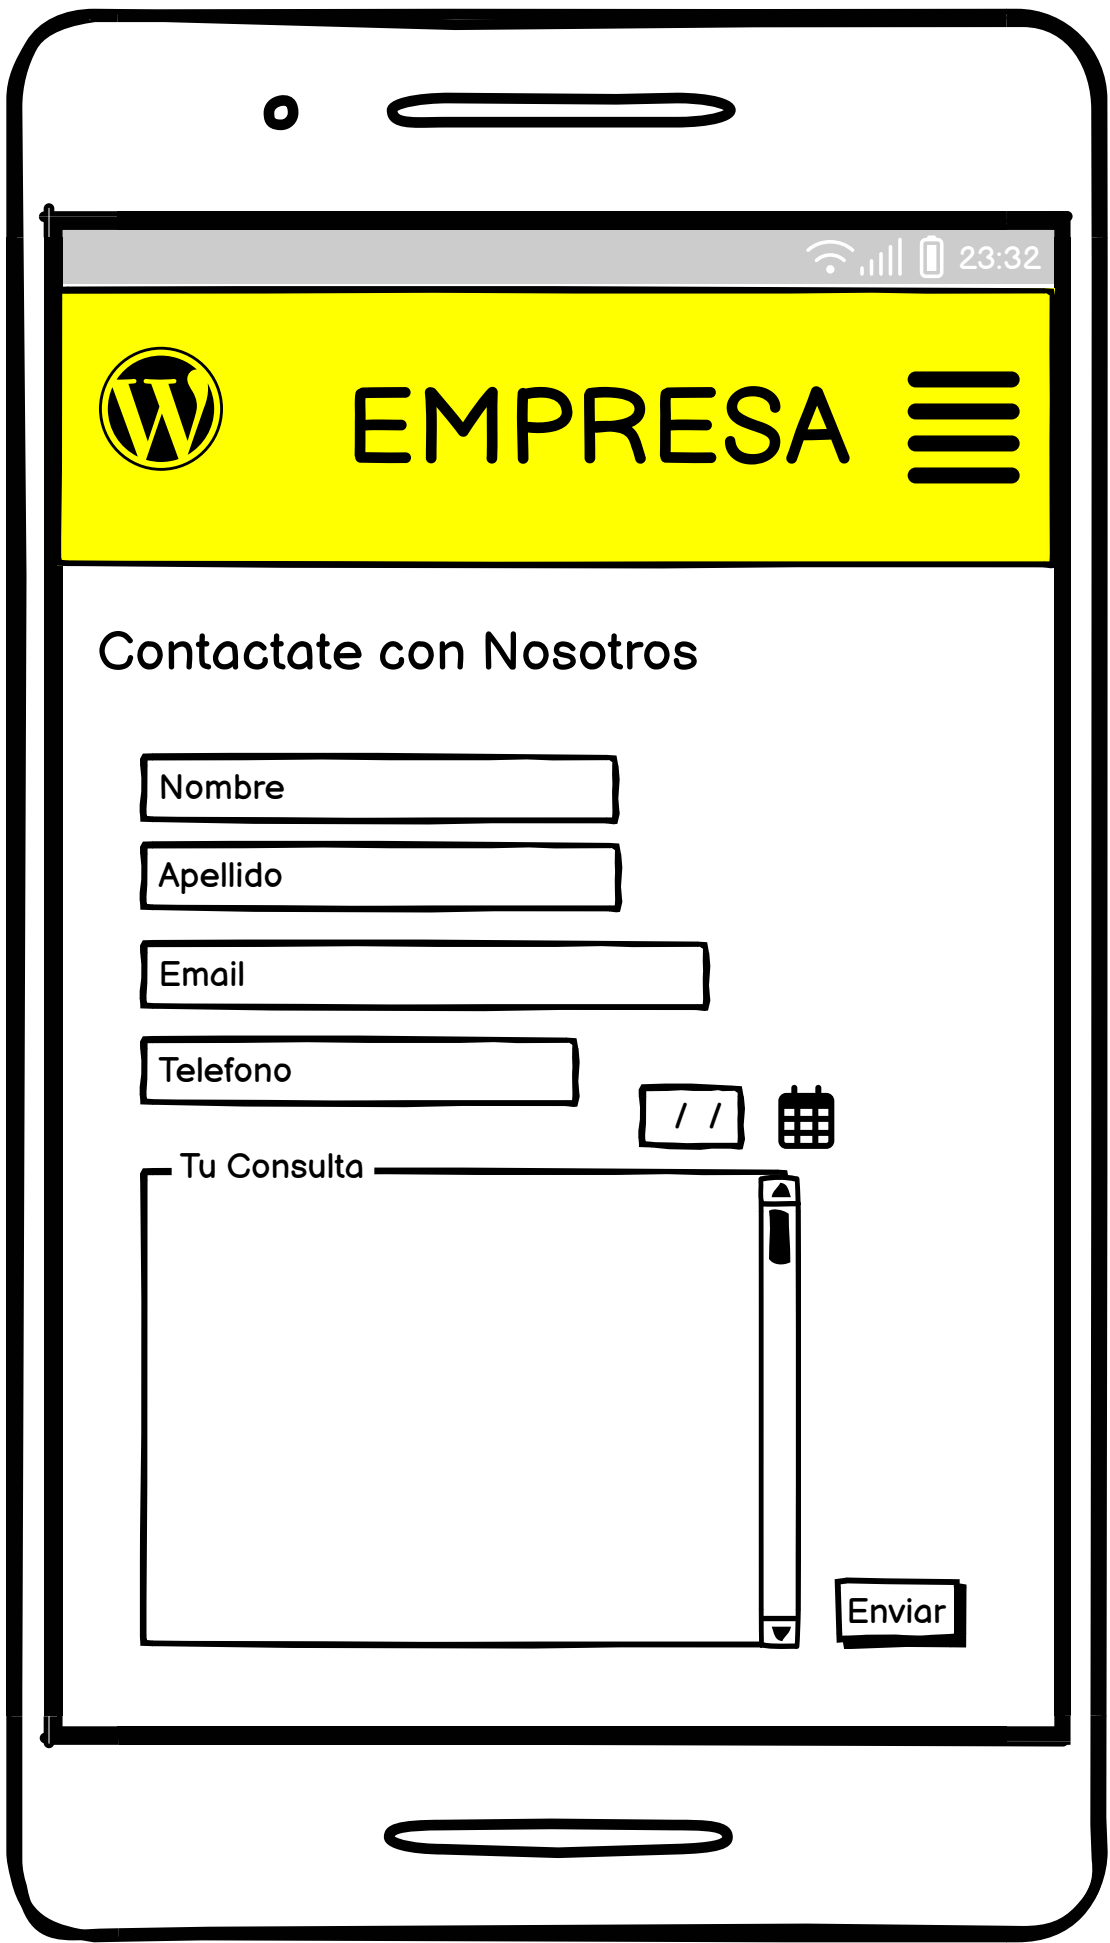 23:32
W
EMPRESA
Contactate con Nosotros
Nombre
Apellido
Email
Telefono
/ /
Tu Consulta
Enviar